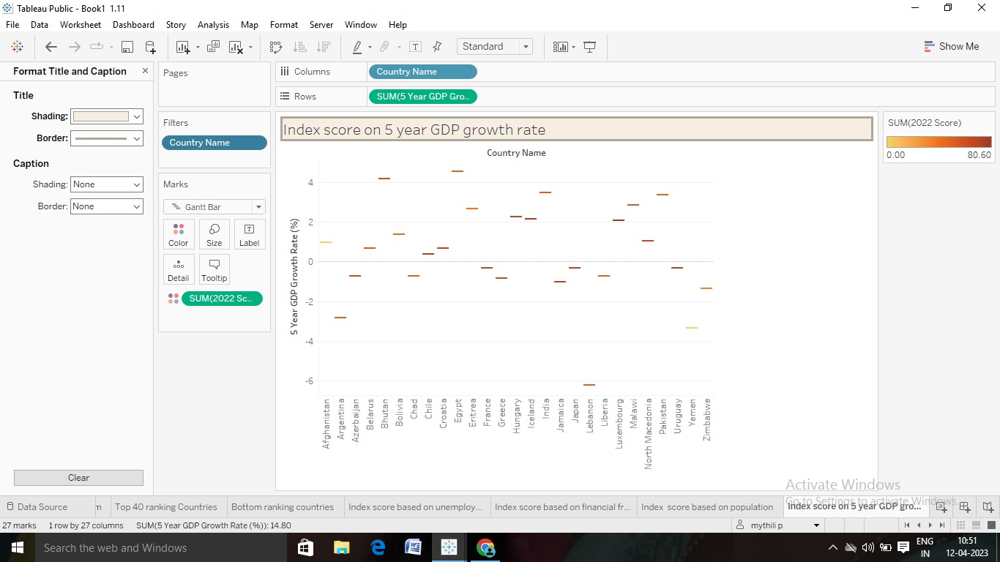 Tableau Public - Book1 1.11
File Data Worksheet Dashboard Story Analysis Map Format Server Window Help
Standard
Show Me
Format Title and Caption
Title
Shading:
Border:
Caption
Shading: None
Border: None
Clear
Pages
Filters
Country Name
Marks
Gantt Bar
Color Size Label
Detail Tooltip
SUM(2022 Sc..
Columns Country Name
Rows SUM(5 Year GDP Gro..
Index score on 5 year GDP growth rate
Country Name
5 Year GDP Growth Rate (%)
4
2
0
-2
-4
-6
Afghanistan
Argentina
Azerbaijan
Belarus
Bhutan
Bolivia
Chad
Chile
Croatia
Egypt
Eritrea
France
Greece
Hungary
Iceland
India
Jamaica
Japan
Lebanon
Liberia
Luxembourg
Malawi
North Macedonia
Pakistan
Uruguay
Yemen
Zimbabwe
SUM(2022 Score)
0.00 80.60
Activate Windows
Go to Settings to activate Windows.
Data Source n Top 40 ranking Countries Bottom ranking countries Index score based on unemploy... Index score based on financial fr... Index score based on population Index score on 5 year GDP gro...
27 marks 1 row by 27 columns SUM(5 Year GDP Growth Rate (%)): 14.80 mythili p
Search the web and Windows
ENG
IN
10:51
12-04-2023